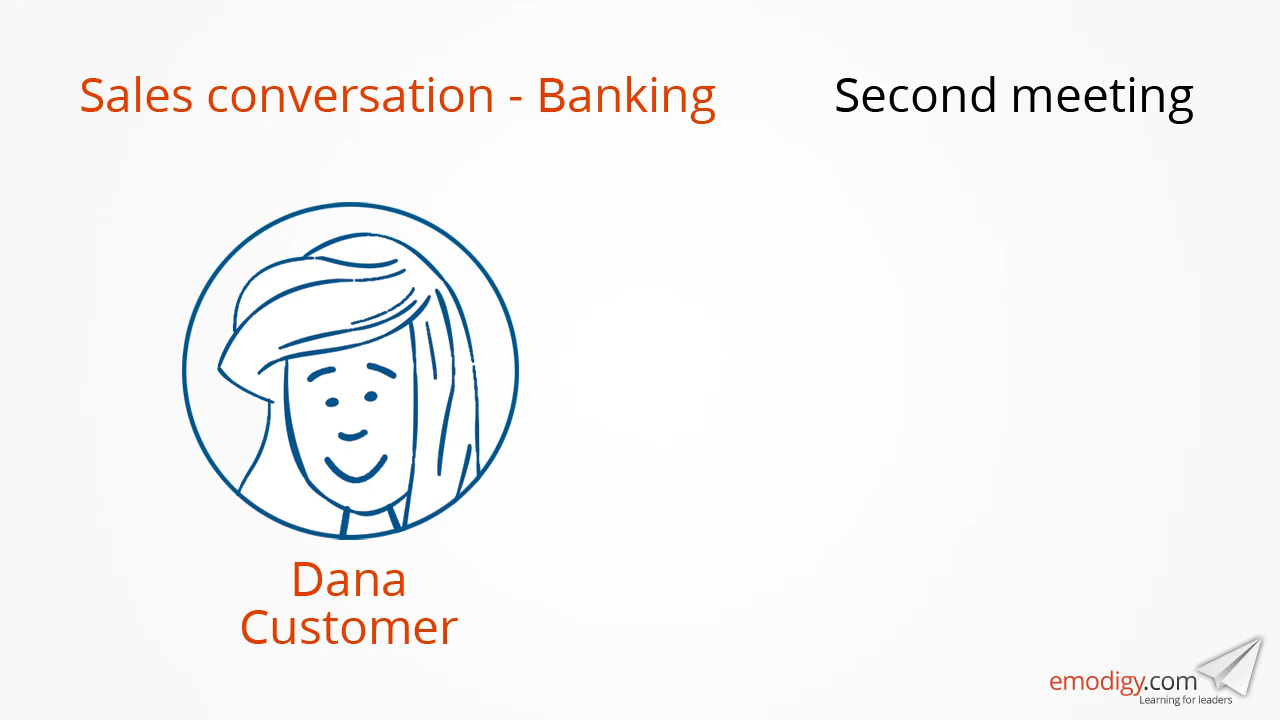 Sales conversation - Banking
Second meeting
Dana
Customer
emodigy.com
Learning for leaders